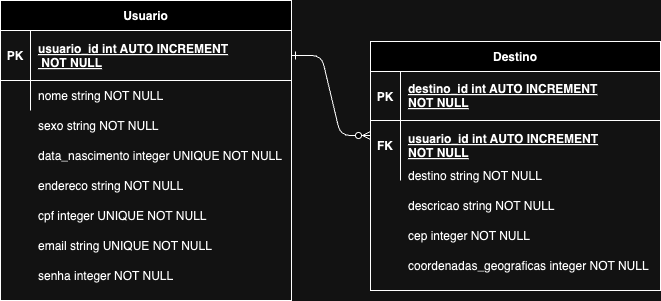 Usuario
PK
usuario_id int AUTO INCREMENT
NOT NULL
nome string NOT NULL
sexo string NOT NULL
data_nascimento integer UNIQUE NOT NULL
endereco string NOT NULL
cpf integer UNIQUE NOT NULL
email string UNIQUE NOT NULL
senha integer NOT NULL
Destino
PK
destino_id int AUTO INCREMENT
NOT NULL
FK
usuario_id int AUTO INCREMENT
NOT NULL
destino string NOT NULL
descricao string NOT NULL
cep integer NOT NULL
coordenadas_geograficas integer NOT NULL